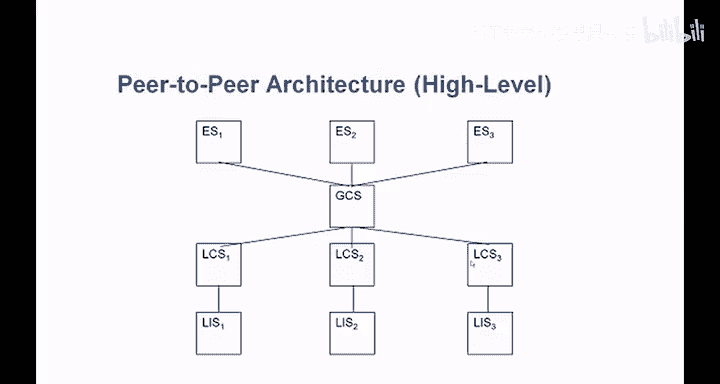 bilibili
Peer-to-Peer Architecture (High-Level)
ES1 ES2 ES3
GCS
LCS1 LCS2 LCS3
LIS1 LIS2 LIS3